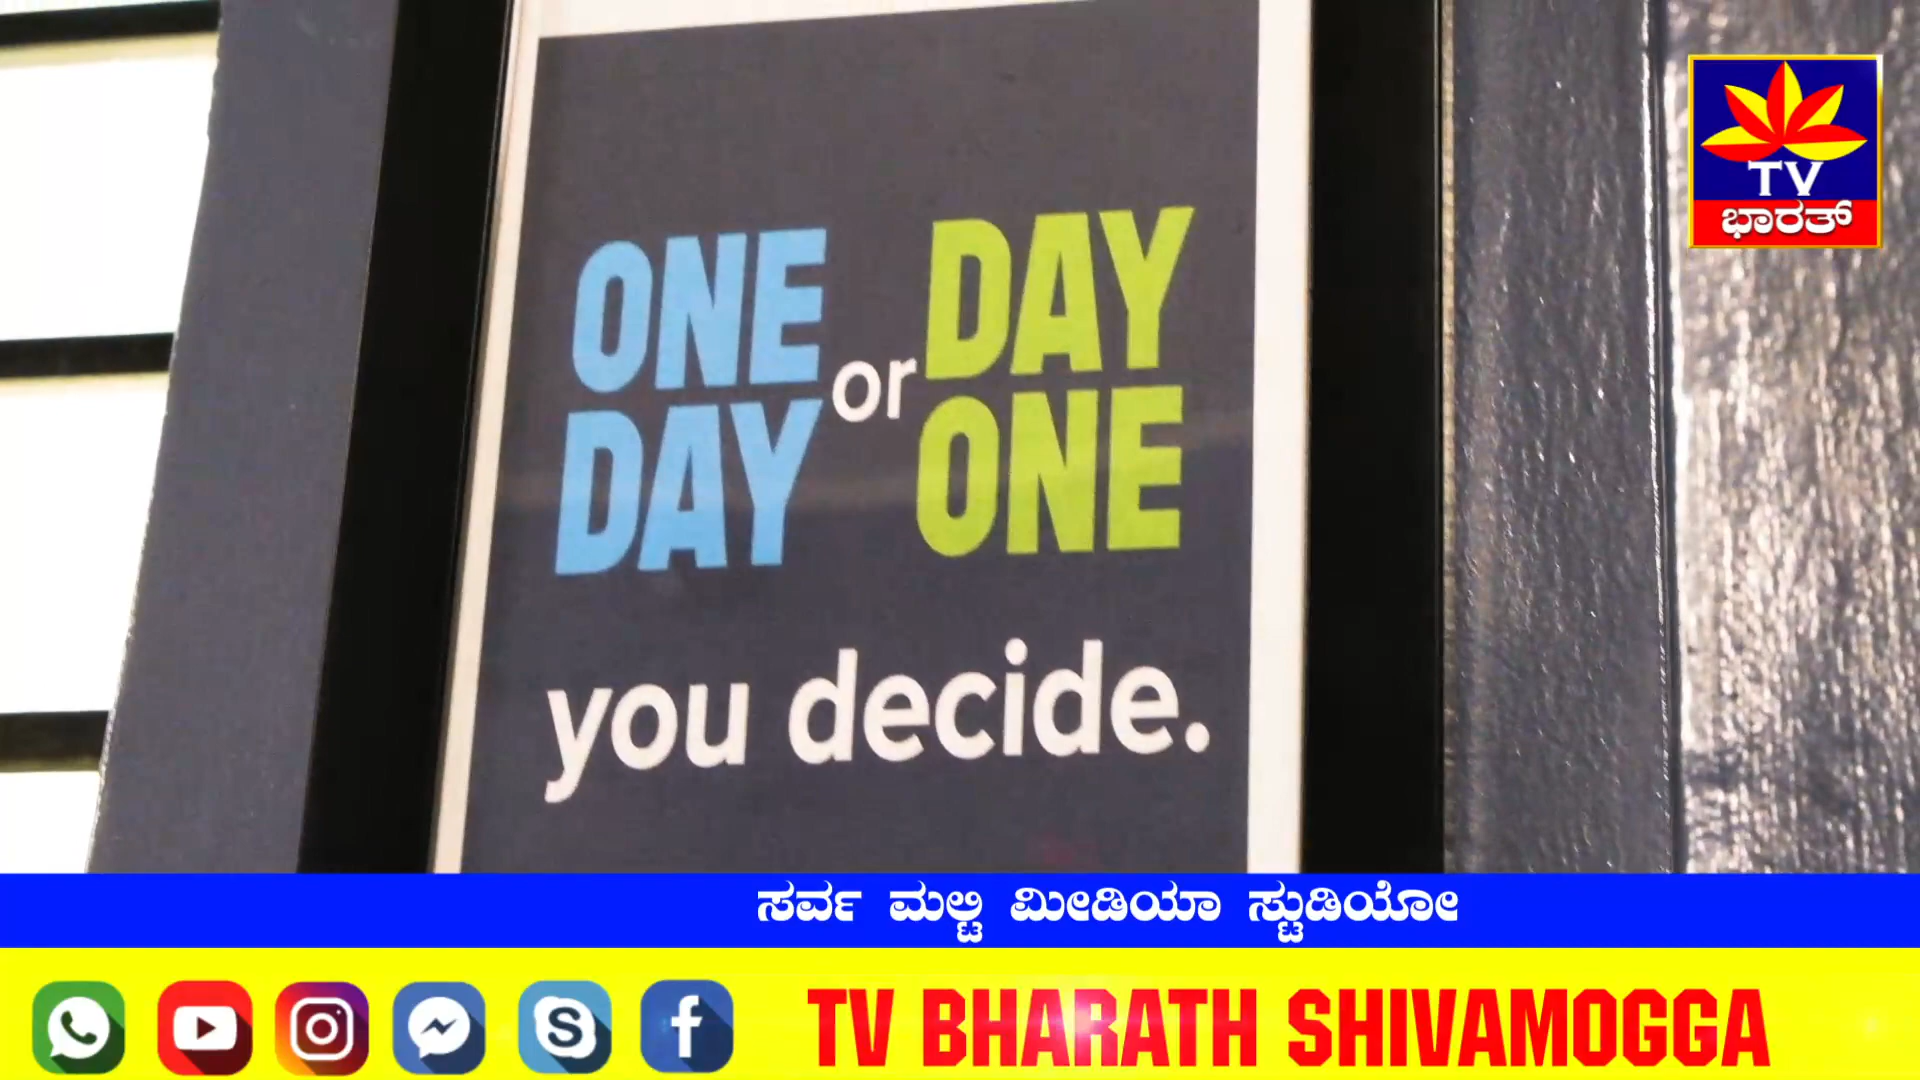 ONE DAY or DAY ONE
you decide.
TV
ಭಾರತ್
ಸರ್ವ ಮಲ್ಟಿ ಮೀಡಿಯಾ ಸ್ಟುಡಿಯೋ
TV BHARATH SHIVAMOGGA